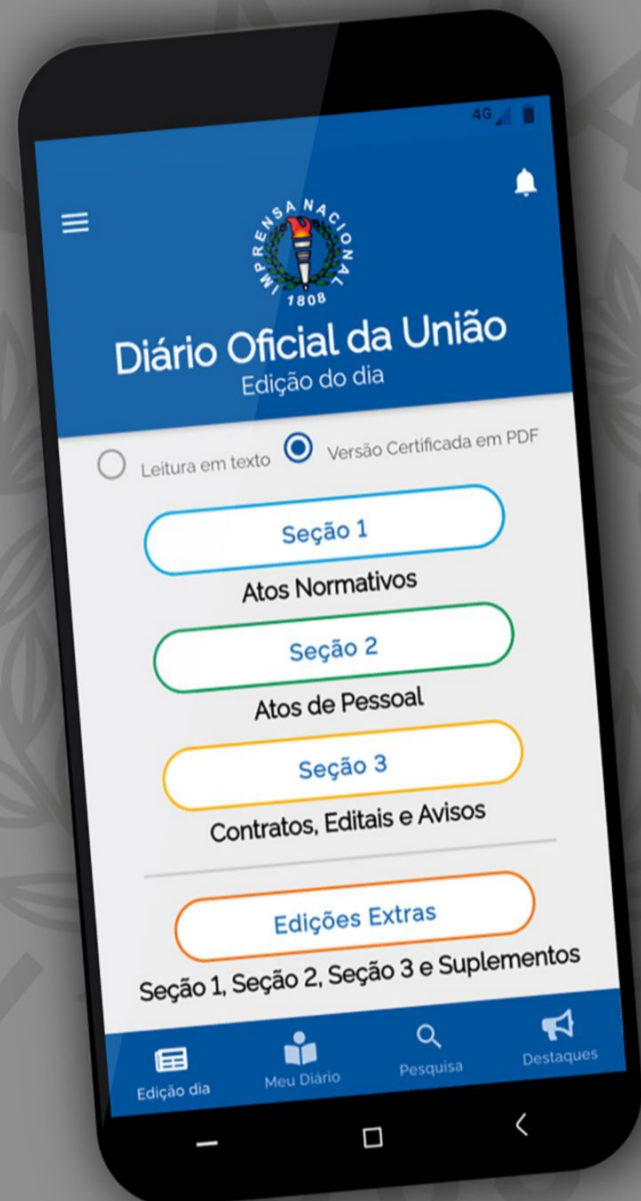 4G
IMPRENSA NACIONAL
1808
Diário Oficial da União
Edição do dia
Leitura em texto Versão Certificada em PDF
Seção 1
Atos Normativos
Seção 2
Atos de Pessoal
Seção 3
Contratos, Editais e Avisos
Edições Extras
Seção 1, Seção 2, Seção 3 e Suplementos
Edição dia Meu Diário Pesquisa Destaques